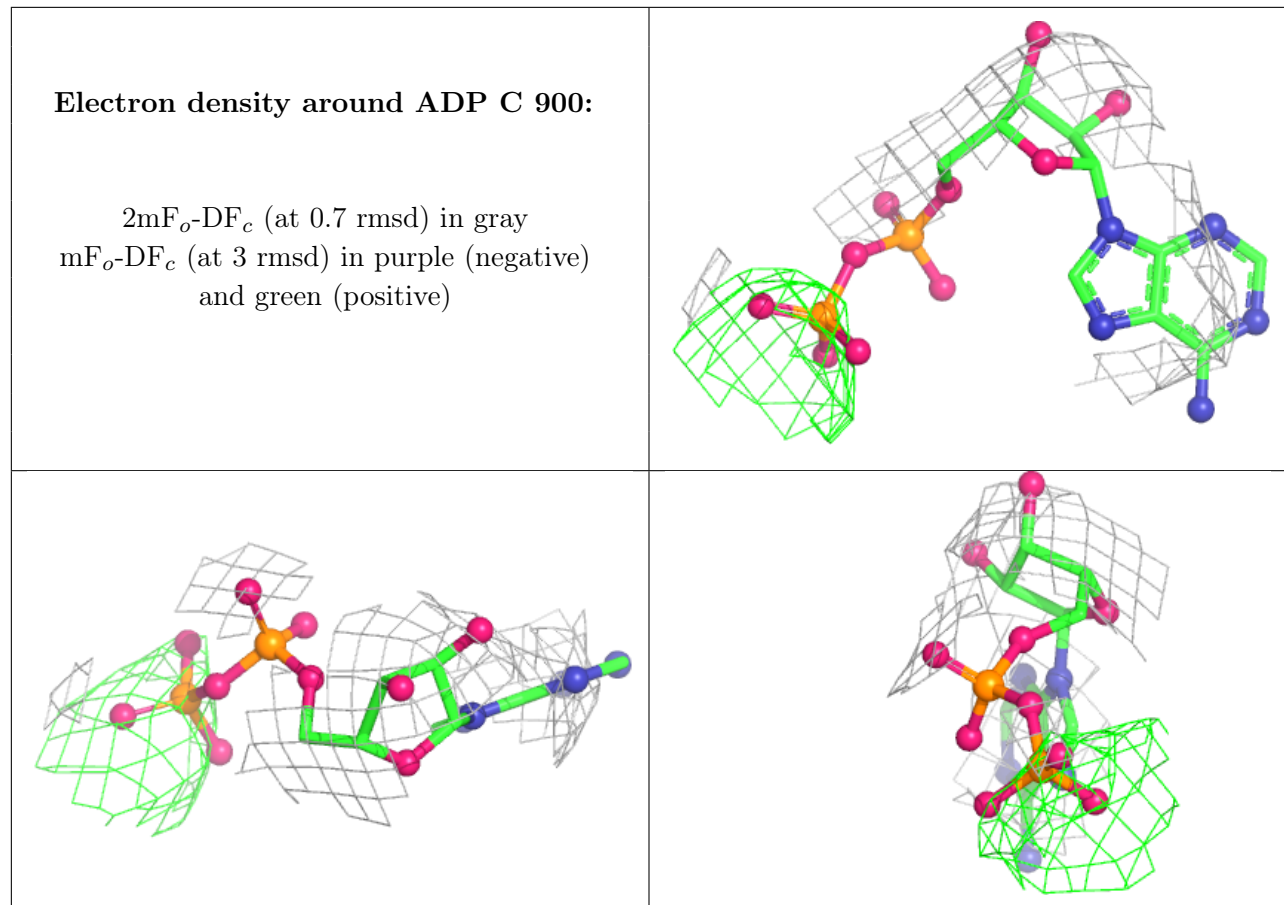 Electron density around ADP C 900:
2mFo-DFc (at 0.7 rmsd) in gray
mFo-DFc (at 3 rmsd) in purple (negative)
and green (positive)